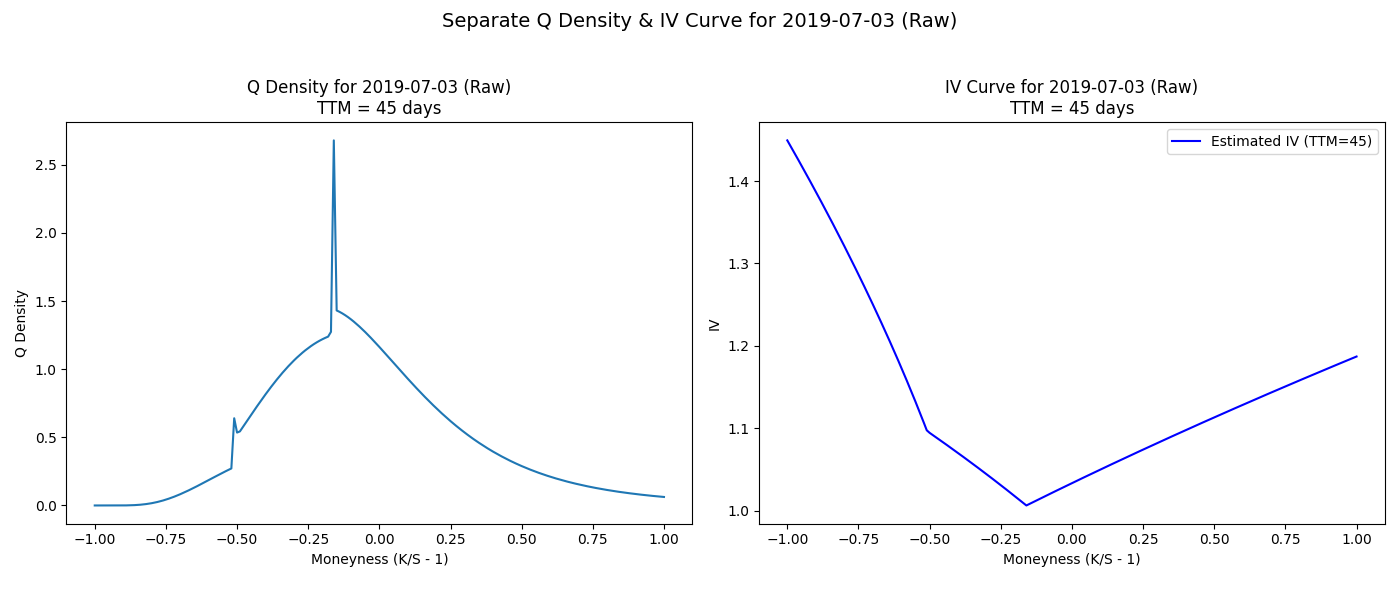 Separate Q Density & IV Curve for 2019-07-03 (Raw)
Q Density for 2019-07-03 (Raw)
TTM = 45 days
2.5
2.0
1.5
1.0
0.5
0.0
Q Density
−1.00 −0.75 −0.50 −0.25 0.00 0.25 0.50 0.75 1.00
Moneyness (K/S - 1)
IV Curve for 2019-07-03 (Raw)
TTM = 45 days
Estimated IV (TTM=45)
1.4
1.3
1.2
1.1
1.0
IV
−1.00 −0.75 −0.50 −0.25 0.00 0.25 0.50 0.75 1.00
Moneyness (K/S - 1)